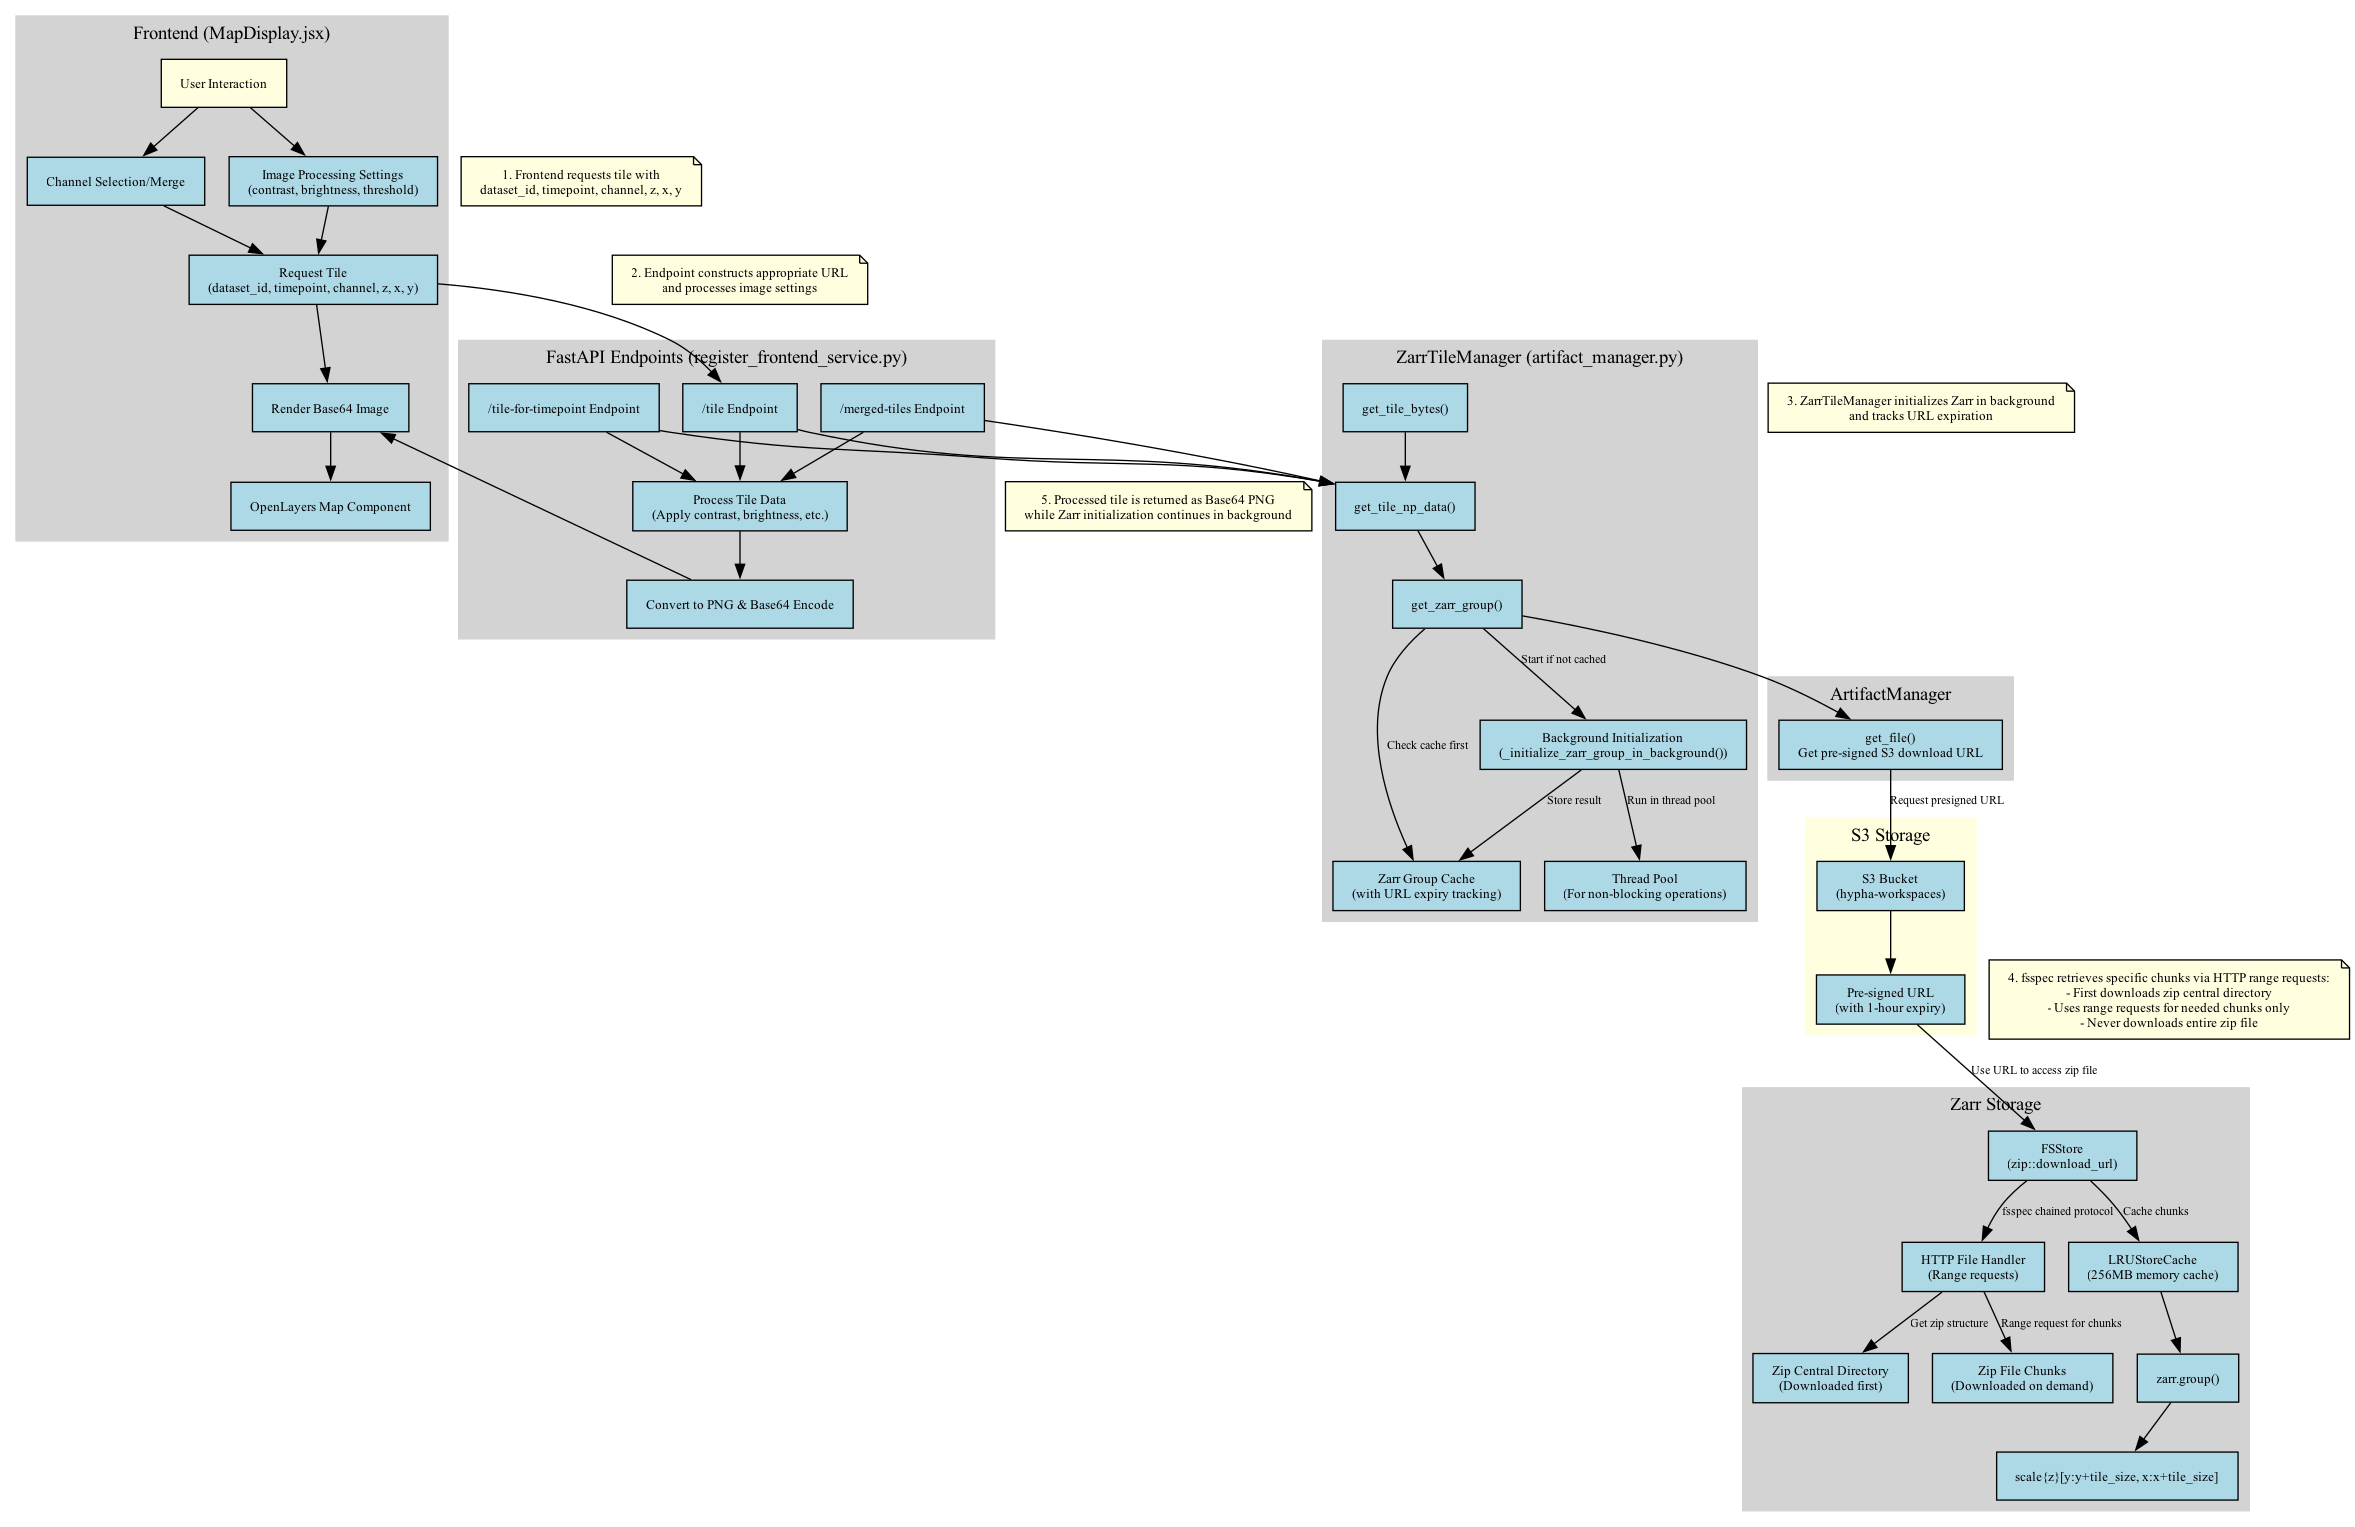 Frontend (MapDisplay.jsx)
User Interaction
Channel Selection/Merge
Image Processing Settings
(contrast, brightness, threshold)
1. Frontend requests tile with
dataset_id, timepoint, channel, z, x, y
Request Tile
(dataset_id, timepoint, channel, z, x, y)
2. Endpoint constructs appropriate URL
and processes image settings
Render Base64 Image
OpenLayers Map Component
FastAPI Endpoints (register_frontend_service.py)
/tile-for-timepoint Endpoint
/tile Endpoint
/merged-tiles Endpoint
Process Tile Data
(Apply contrast, brightness, etc.)
Convert to PNG & Base64 Encode
5. Processed tile is returned as Base64 PNG
while Zarr initialization continues in background
ZarrTileManager (artifact_manager.py)
get_tile_bytes()
get_tile_np_data()
get_zarr_group()
Start if not cached
Check cache first
Background Initialization
(_initialize_zarr_group_in_background())
Store result
Run in thread pool
Zarr Group Cache
(with URL expiry tracking)
Thread Pool
(For non-blocking operations)
3. ZarrTileManager initializes Zarr in background
and tracks URL expiration
ArtifactManager
get_file()
Get pre-signed S3 download URL
Request presigned URL
S3 Storage
S3 Bucket
(hypha-workspaces)
Pre-signed URL
(with 1-hour expiry)
4. fsspec retrieves specific chunks via HTTP range requests:
- First downloads zip central directory
- Uses range requests for needed chunks only
- Never downloads entire zip file
Use URL to access zip file
Zarr Storage
FSStore
(zip::download_url)
fsspec chained protocol
Cache chunks
HTTP File Handler
(Range requests)
LRUStoreCache
(256MB memory cache)
Get zip structure
Range request for chunks
Zip Central Directory
(Downloaded first)
Zip File Chunks
(Downloaded on demand)
zarr.group()
scale{z}[y:y+tile_size, x:x+tile_size]